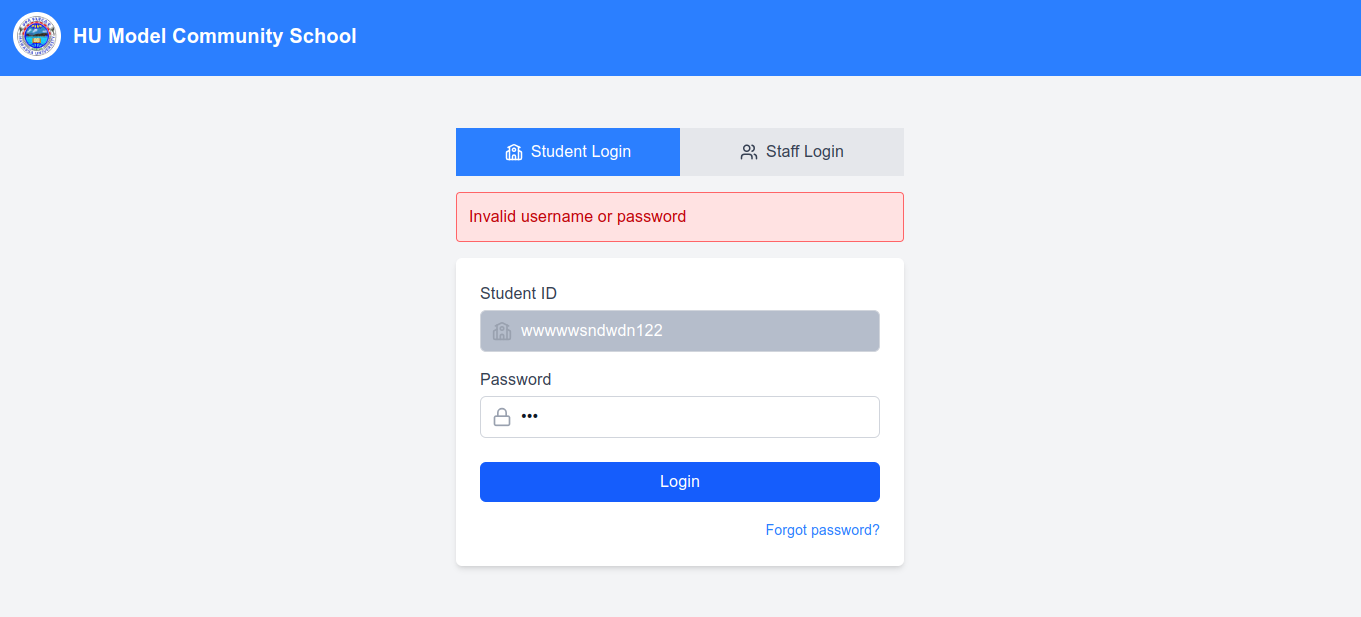 HU Model Community School
Student Login
Staff Login
Invalid username or password
Student ID
wwwwwsndwdn122
Password
•••
Login
Forgot password?